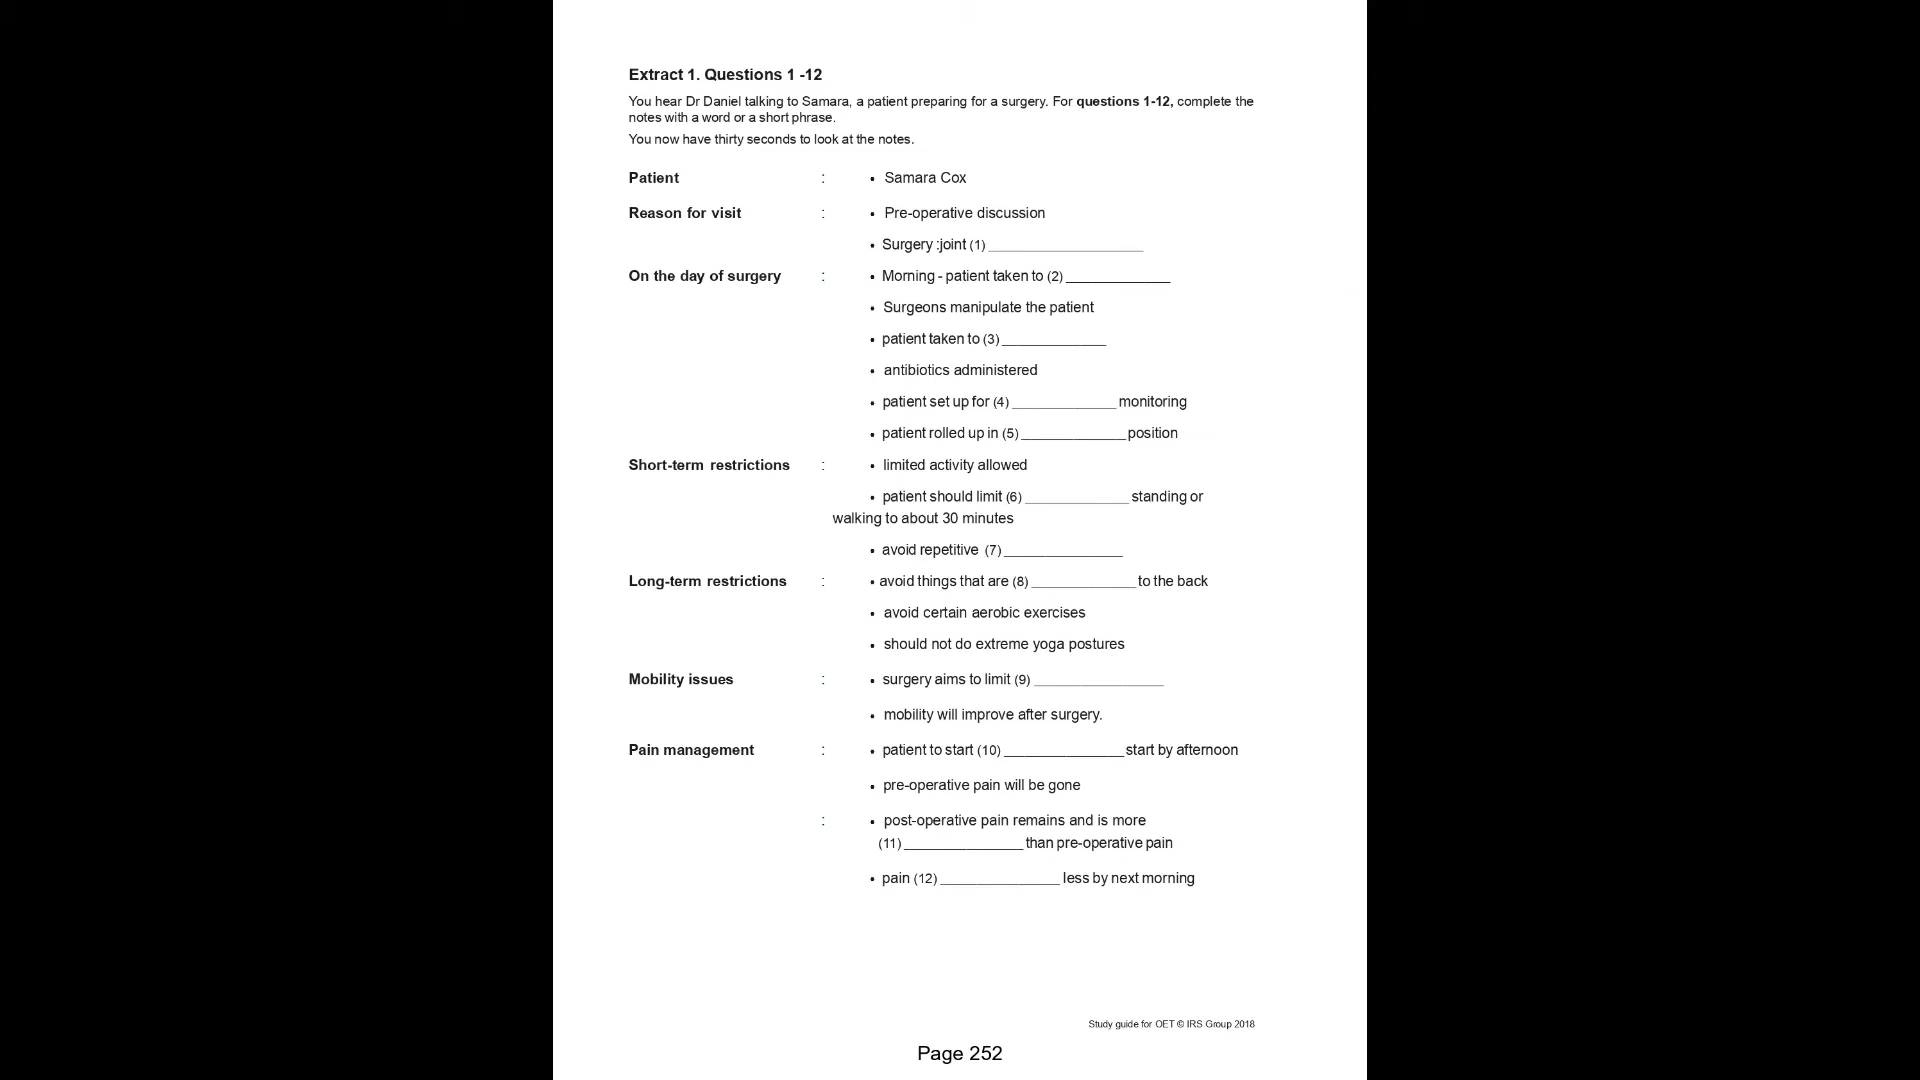 Extract 1. Questions 1 -12
You hear Dr Daniel talking to Samara, a patient preparing for a surgery. For questions 1-12, complete the
notes with a word or a short phrase.
You now have thirty seconds to look at the notes.
Patient : • Samara Cox
Reason for visit : • Pre-operative discussion
• Surgery :joint (1) ____________________
On the day of surgery : • Morning - patient taken to (2) _____________
• Surgeons manipulate the patient
• patient taken to (3) _____________
• antibiotics administered
• patient set up for (4) _____________ monitoring
• patient rolled up in (5) _____________ position
Short-term restrictions : • limited activity allowed
• patient should limit (6) _____________ standing or
walking to about 30 minutes
• avoid repetitive (7) _______________
Long-term restrictions : • avoid things that are (8) _____________ to the back
• avoid certain aerobic exercises
• should not do extreme yoga postures
Mobility issues : • surgery aims to limit (9) ________________
• mobility will improve after surgery.
Pain management : • patient to start (10) _______________ start by afternoon
• pre-operative pain will be gone
: • post-operative pain remains and is more
(11) _______________ than pre-operative pain
• pain (12) _______________ less by next morning
Study guide for OET © IRS Group 2018
Page 252